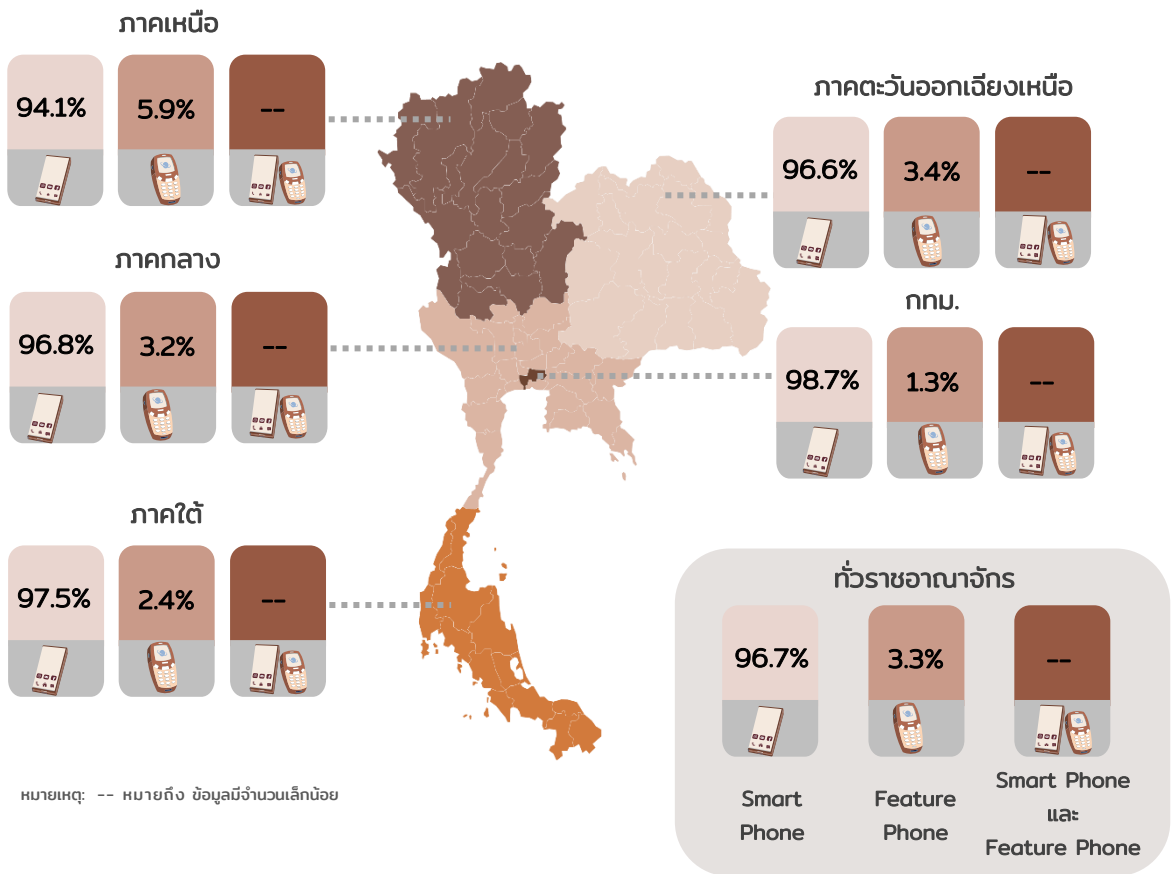 ภาคเหนือ
94.1% 5.9% --
ภาคตะวันออกเฉียงเหนือ
96.6% 3.4% --
ภาคกลาง
96.8% 3.2% --
กทม.
98.7% 1.3% --
ภาคใต้
97.5% 2.4% --
ทั่วราชอาณาจักร
96.7% 3.3% --
Smart
Phone
Feature
Phone
Smart Phone
และ
Feature Phone
หมายเหตุ: -- หมายถึง ข้อมูลมีจำนวนเล็กน้อย